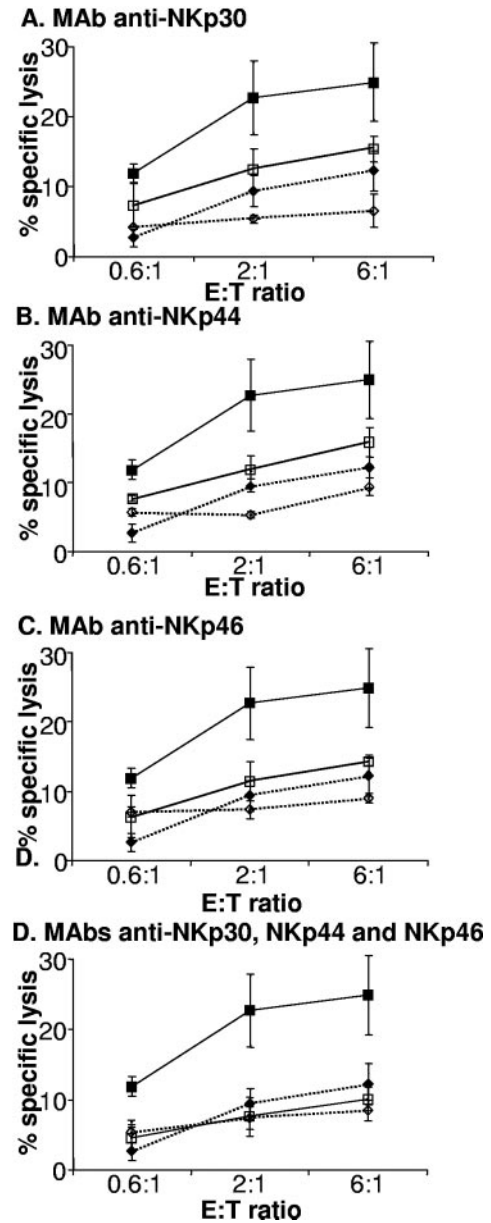 A. MAb anti-NKp30
30
20
10
0
% specific lysis
0.6:1 2:1 6:1
E:T ratio
B. MAb anti-NKp44
30
20
10
0
% specific lysis
0.6:1 2:1 6:1
E:T ratio
C. MAb anti-NKp46
30
20
10
0
% specific lysis
D.
0.6:1 2:1 6:1
E:T ratio
D. MAbs anti-NKp30, NKp44 and NKp46
30
20
10
0
% specific lysis
0.6:1 2:1 6:1
E:T ratio